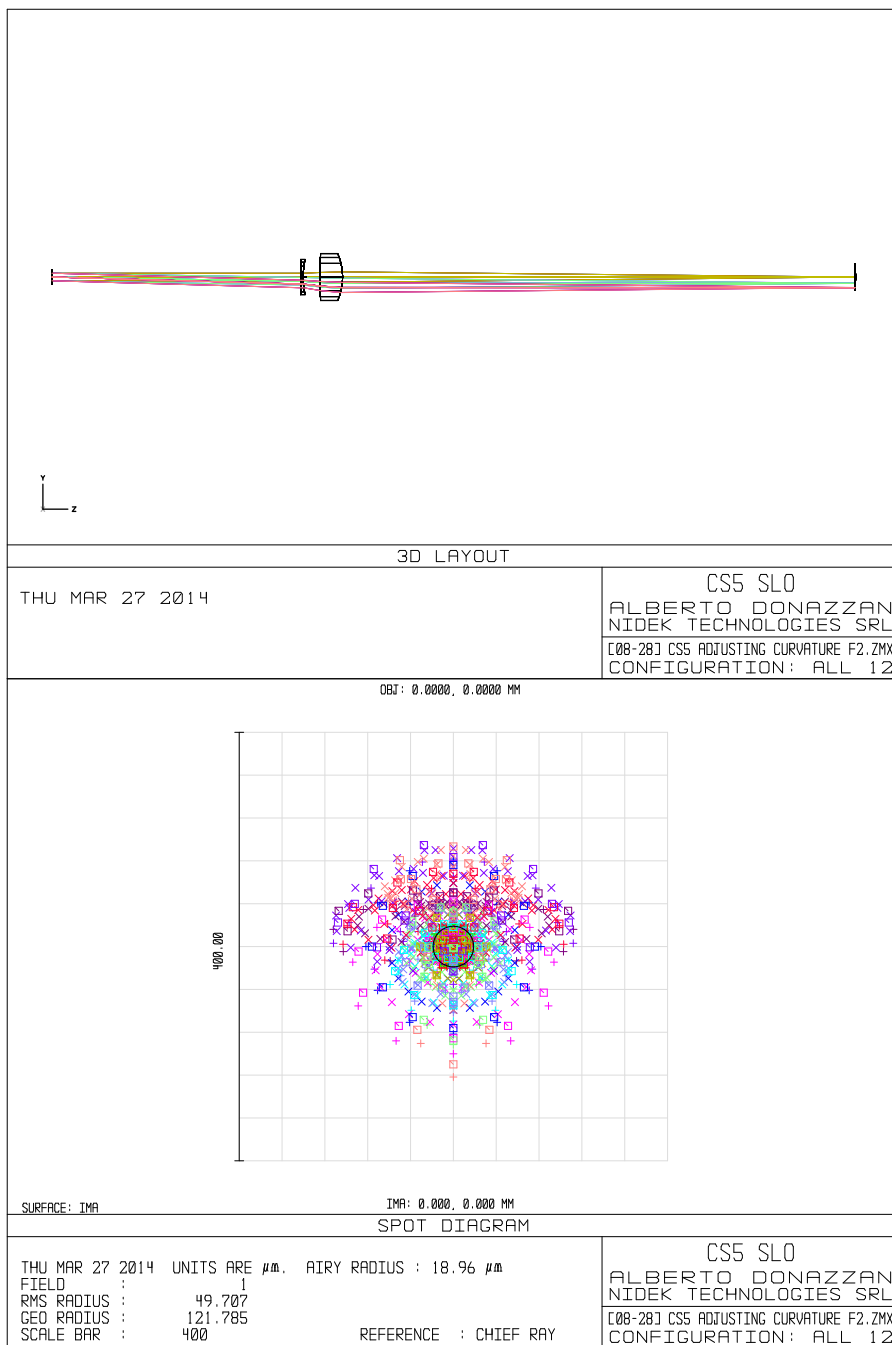 Y
Z
3D LAYOUT
THU MAR 27 2014
CS5 SLO
ALBERTO DONAZZAN
NIDEK TECHNOLOGIES SRL
[08-28] CS5 ADJUSTING CURVATURE F2.ZMX
CONFIGURATION: ALL 12
OBJ: 0.0000, 0.0000 MM
400.00
SURFACE: IMA
IMA: 0.000, 0.000 MM
SPOT DIAGRAM
THU MAR 27 2014 UNITS ARE µm. AIRY RADIUS : 18.96 µm
FIELD : 1
RMS RADIUS : 49.707
GEO RADIUS : 121.785
SCALE BAR : 400 REFERENCE : CHIEF RAY
CS5 SLO
ALBERTO DONAZZAN
NIDEK TECHNOLOGIES SRL
[08-28] CS5 ADJUSTING CURVATURE F2.ZMX
CONFIGURATION: ALL 12